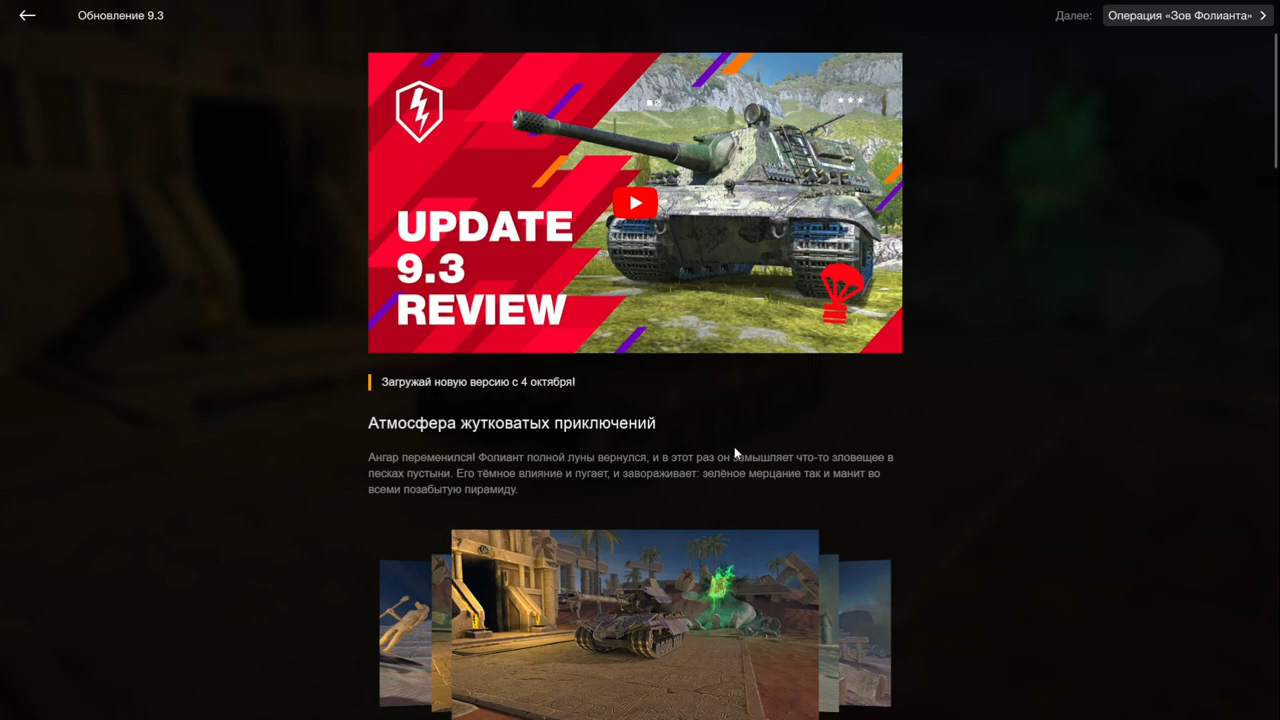 Обновление 9.3
Далее:
Операция «Зов Фолианта»
UPDATE
9.3
REVIEW
Загружай новую версию с 4 октября!
Атмосфера жутковатых приключений
Ангар переменился! Фолиант полной луны вернулся, и в этот раз он замышляет что-то зловещее в
песках пустыни. Его тёмное влияние и пугает, и завораживает: зелёное мерцание так и манит во
всеми позабытую пирамиду.